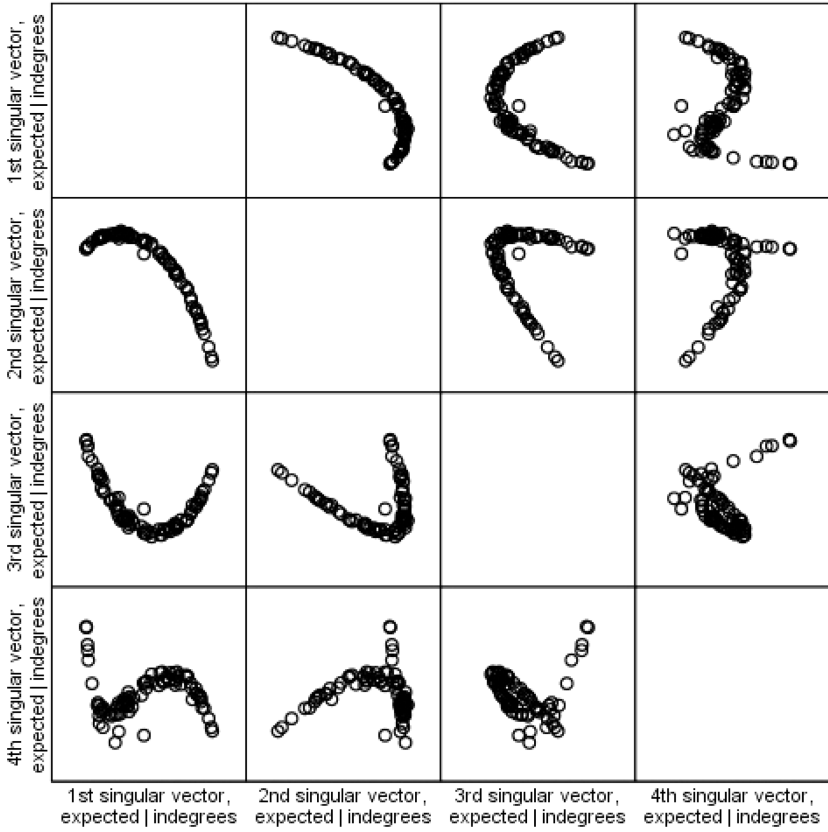 1st singular vector,
expected | indegrees
2nd singular vector,
expected | indegrees
3rd singular vector,
expected | indegrees
4th singular vector,
expected | indegrees
1st singular vector,
expected | indegrees
2nd singular vector,
expected | indegrees
3rd singular vector,
expected | indegrees
4th singular vector,
expected | indegrees